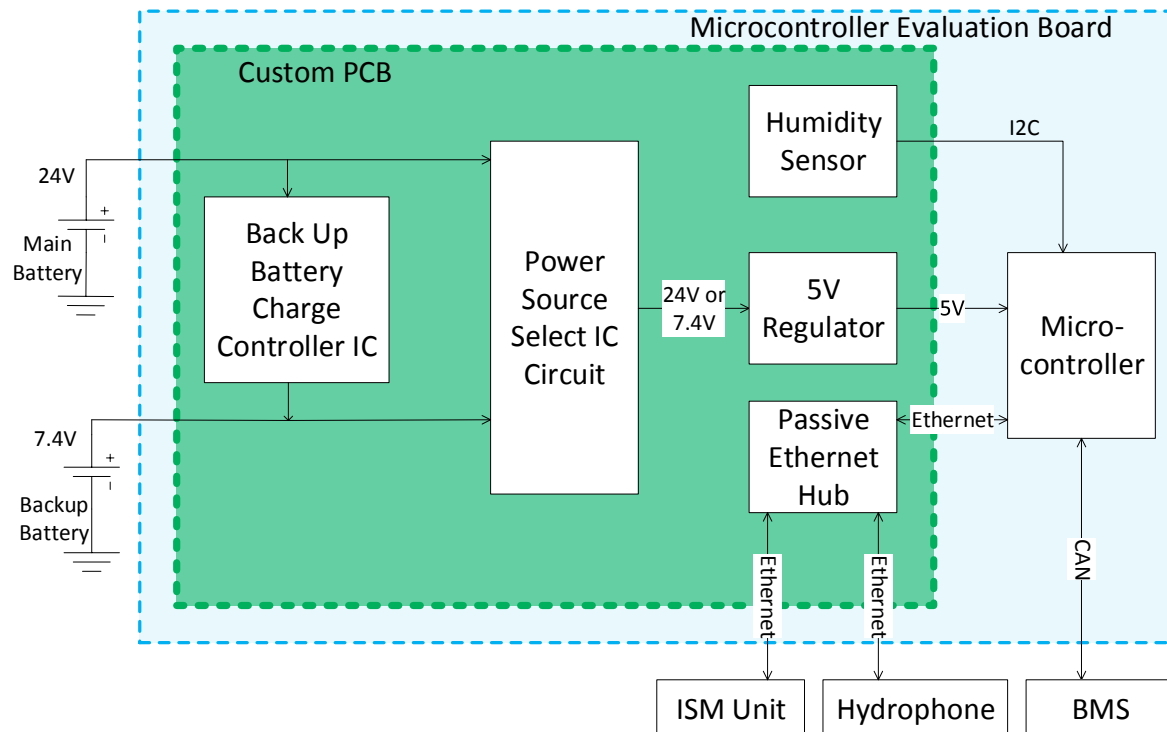 Microcontroller Evaluation Board
Custom PCB
Humidity
Sensor
I2C
24V
Main
Battery
Back Up
Battery
Charge
Controller IC
Power
Source
Select IC
Circuit
24V or
7.4V
5V
Regulator
5V
Micro-
controller
7.4V
Backup
Battery
Passive
Ethernet
Hub
Ethernet
Ethernet
Ethernet
CAN
ISM Unit
Hydrophone
BMS